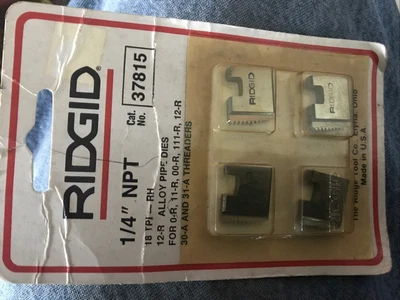 RIDGID®
1/4" NPT
Cat. No. 37815
18 TPI – RH
12-R ALLOY PIPE DIES
FOR 0-R, 11-R, 00-R, 111-R, 12-R
30-A AND 31-A THREADERS
RIDGID
RIDGID
The Ridge Tool Co., Elyria, Ohio
Made in U.S.A.